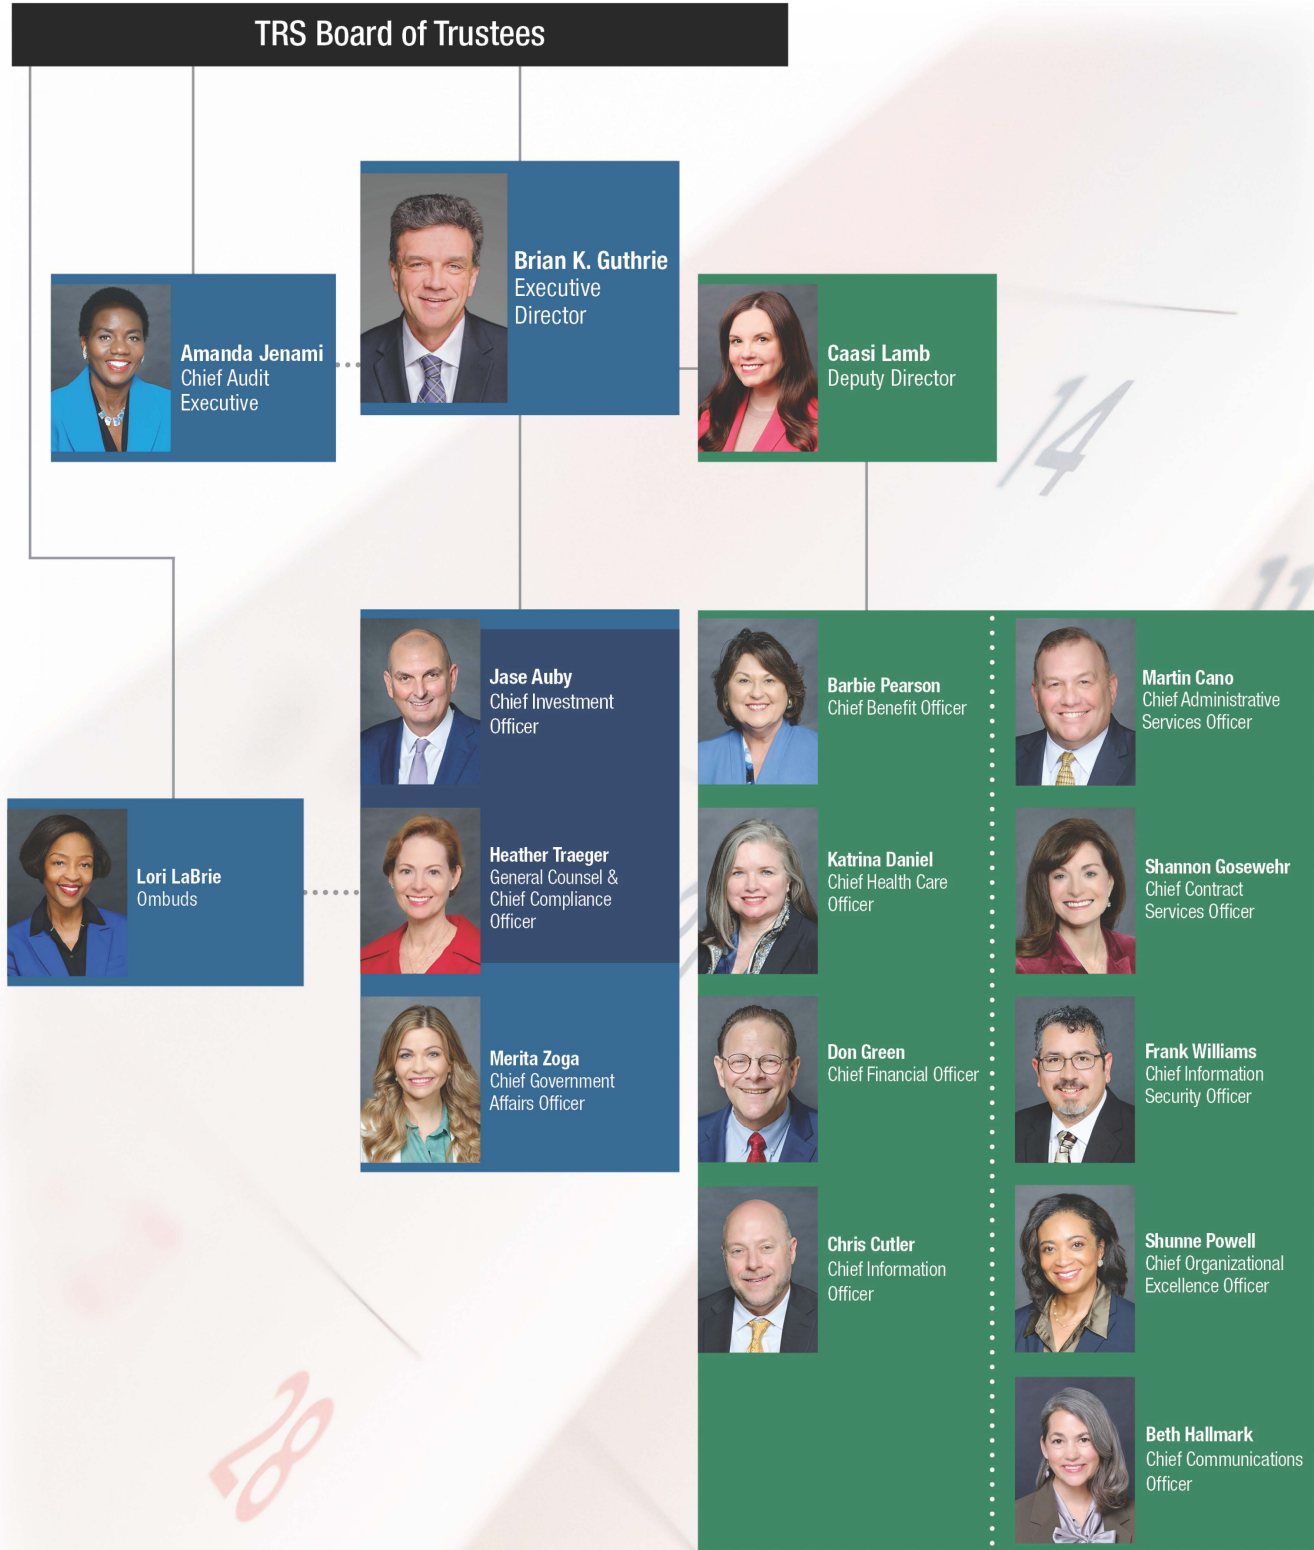 TRS Board of Trustees
Brian K. Guthrie
Executive
Director
Amanda Jenami
Chief Audit
Executive
Caasi Lamb
Deputy Director
14
11
Jase Auby
Chief Investment
Officer
Heather Traeger
General Counsel &
Chief Compliance
Officer
Merita Zoga
Chief Government
Affairs Officer
Lori LaBrie
Ombuds
Barbie Pearson
Chief Benefit Officer
Katrina Daniel
Chief Health Care
Officer
Don Green
Chief Financial Officer
Chris Cutler
Chief Information
Officer
Martin Cano
Chief Administrative
Services Officer
Shannon Gosewehr
Chief Contract
Services Officer
Frank Williams
Chief Information
Security Officer
Shunne Powell
Chief Organizational
Excellence Officer
Beth Hallmark
Chief Communications
Officer
28